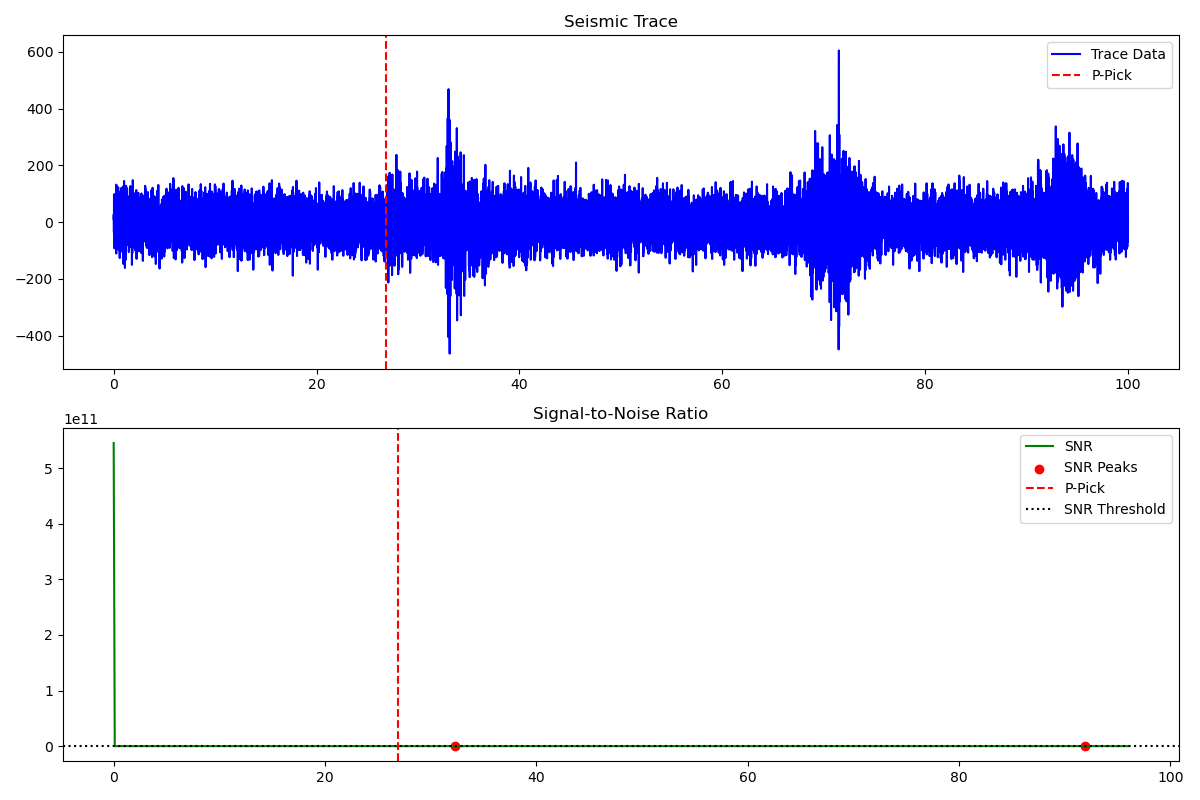 Seismic Trace
600
400
200
0
−200
−400
Trace Data
P-Pick
0 20 40 60 80 100
Signal-to-Noise Ratio
1e11
5
4
3
2
1
0
SNR
SNR Peaks
P-Pick
SNR Threshold
0 20 40 60 80 100